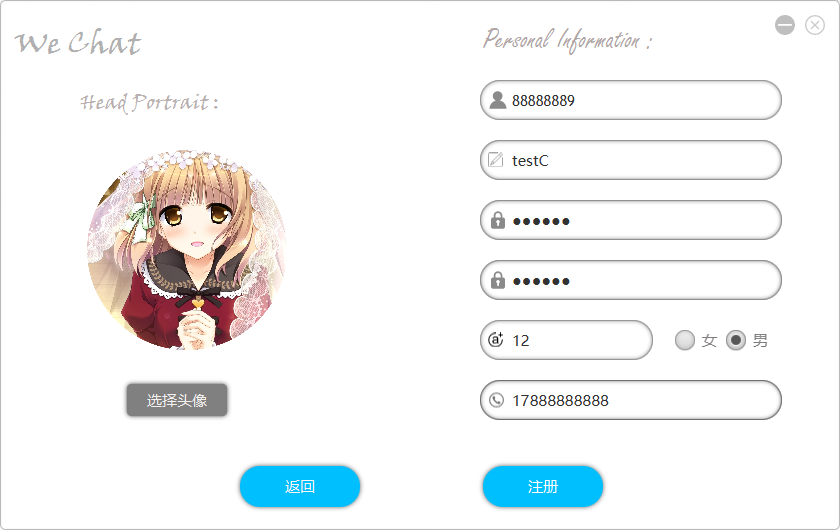 We Chat
Head Portrait :
选择头像
Personal Information :
88888889
testC
●●●●●●
●●●●●●
12
女 男
17888888888
返回
注册